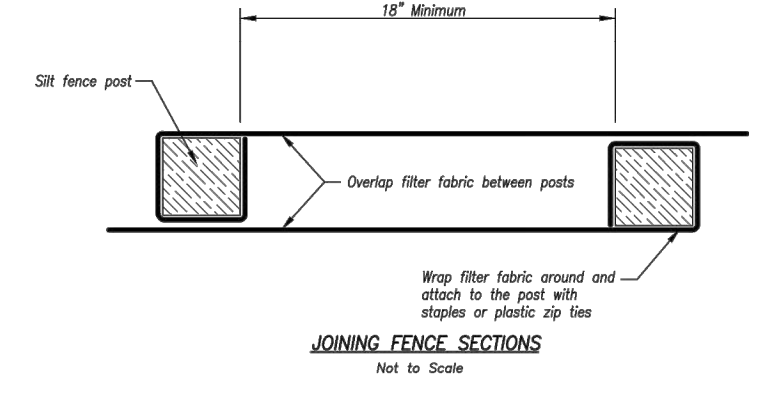 18" Minimum
Silt fence post
Overlap filter fabric between posts
Wrap filter fabric around and
attach to the post with
staples or plastic zip ties
JOINING FENCE SECTIONS
Not to Scale